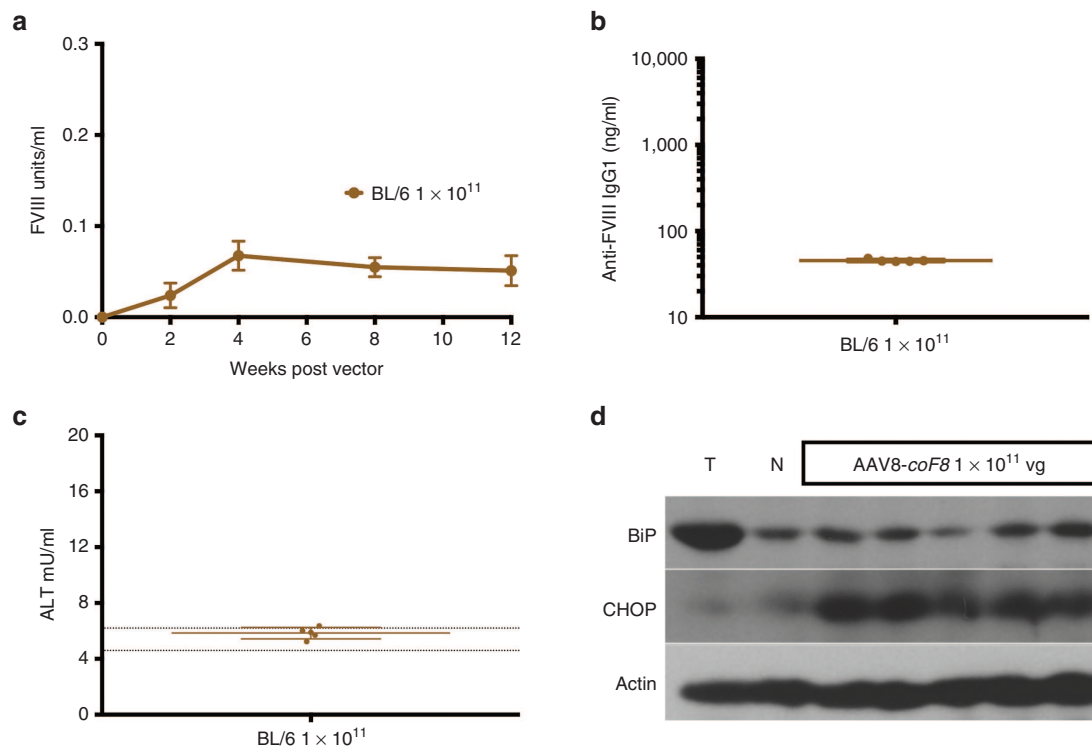 a
0.3
0.2
0.1
0.0
FVIII units/ml
BL/6 1 × 10¹¹
0 2 4 6 8 10 12
Weeks post vector
b
10,000
1,000
100
10
Anti-FVIII IgG1 (ng/ml)
BL/6 1 × 10¹¹
c
20
16
12
8
4
0
ALT mU/ml
BL/6 1 × 10¹¹
d
T N AAV8-coF8 1 × 10¹¹ vg
BiP
CHOP
Actin